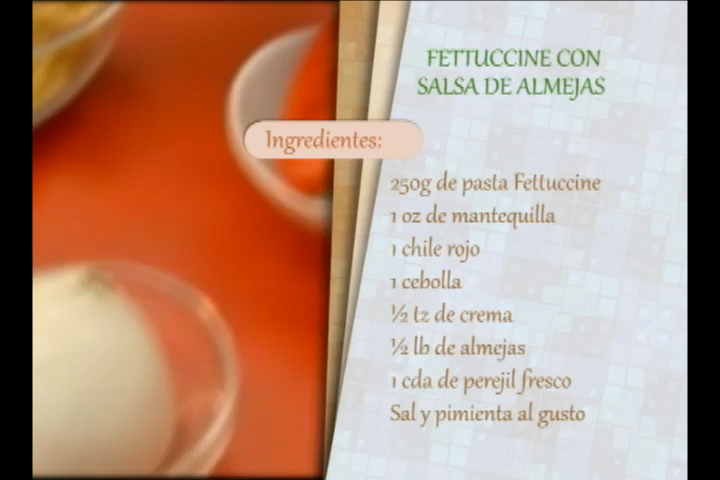 FETTUCCINE CON
SALSA DE ALMEJAS
Ingredientes:
250g de pasta Fettuccine
1 oz de mantequilla
1 chile rojo
1 cebolla
½ tz de crema
½ lb de almejas
1 cda de perejil fresco
Sal y pimienta al gusto